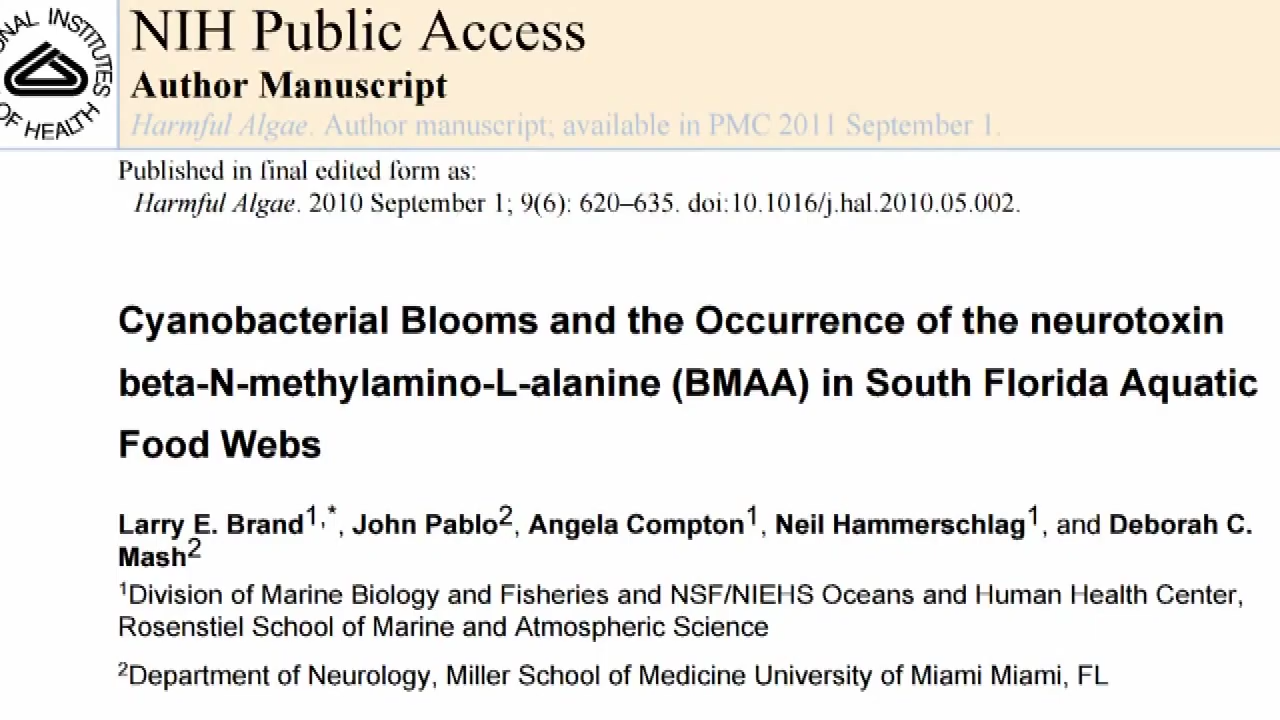 NIH Public Access
Author Manuscript
Harmful Algae. Author manuscript; available in PMC 2011 September 1.
NAL INSTITUTES
OF HEALTH
Published in final edited form as:
Harmful Algae. 2010 September 1; 9(6): 620–635. doi:10.1016/j.hal.2010.05.002.
Cyanobacterial Blooms and the Occurrence of the neurotoxin
beta-N-methylamino-L-alanine (BMAA) in South Florida Aquatic
Food Webs
Larry E. Brand1,*, John Pablo2, Angela Compton1, Neil Hammerschlag1, and Deborah C.
Mash2
1Division of Marine Biology and Fisheries and NSF/NIEHS Oceans and Human Health Center,
Rosenstiel School of Marine and Atmospheric Science
2Department of Neurology, Miller School of Medicine University of Miami Miami, FL